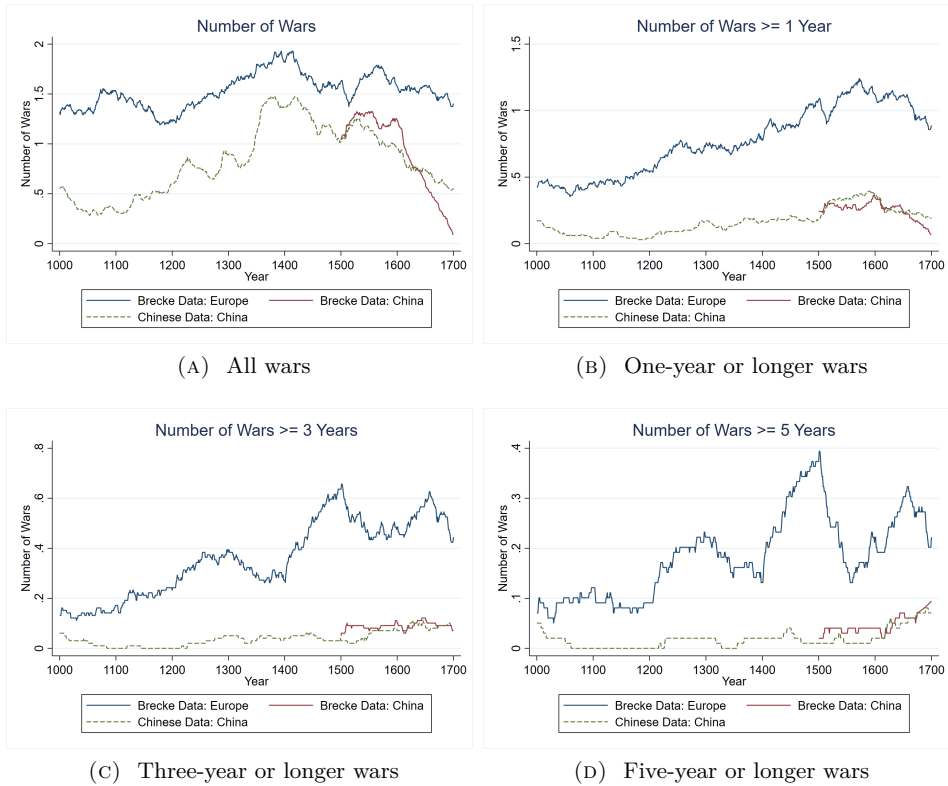 Number of Wars
Number of Wars
2
1.5
1
.5
0
1000 1100 1200 1300 1400 1500 1600 1700
Year
Brecke Data: Europe Brecke Data: China
Chinese Data: China
(A) All wars
Number of Wars >= 1 Year
Number of Wars
1.5
1
.5
0
1000 1100 1200 1300 1400 1500 1600 1700
Year
Brecke Data: Europe Brecke Data: China
Chinese Data: China
(B) One-year or longer wars
Number of Wars >= 3 Years
Number of Wars
.8
.6
.4
.2
0
1000 1100 1200 1300 1400 1500 1600 1700
Year
Brecke Data: Europe Brecke Data: China
Chinese Data: China
(C) Three-year or longer wars
Number of Wars >= 5 Years
Number of Wars
.4
.3
.2
.1
0
1000 1100 1200 1300 1400 1500 1600 1700
Year
Brecke Data: Europe Brecke Data: China
Chinese Data: China
(D) Five-year or longer wars